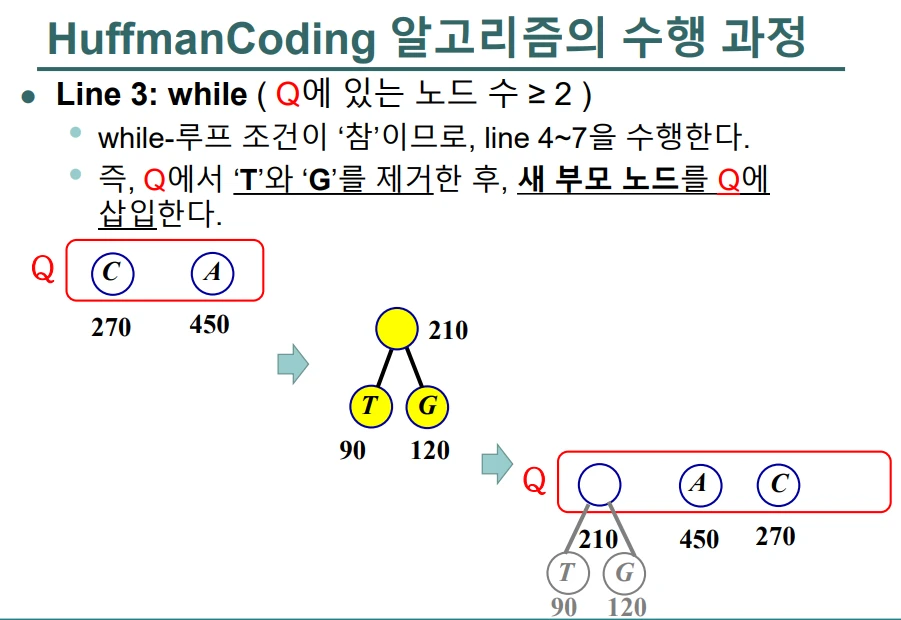 HuffmanCoding 알고리즘의 수행 과정
● Line 3: while ( Q에 있는 노드 수 ≥ 2 )
● while-루프 조건이 ‘참’이므로, line 4~7을 수행한다.
● 즉, Q에서 ‘T’와 ‘G’를 제거한 후, 새 부모 노드를 Q에
삽입한다.
Q C A
270 450
210
T G
90 120
Q A C
210 450 270
T G
90 120